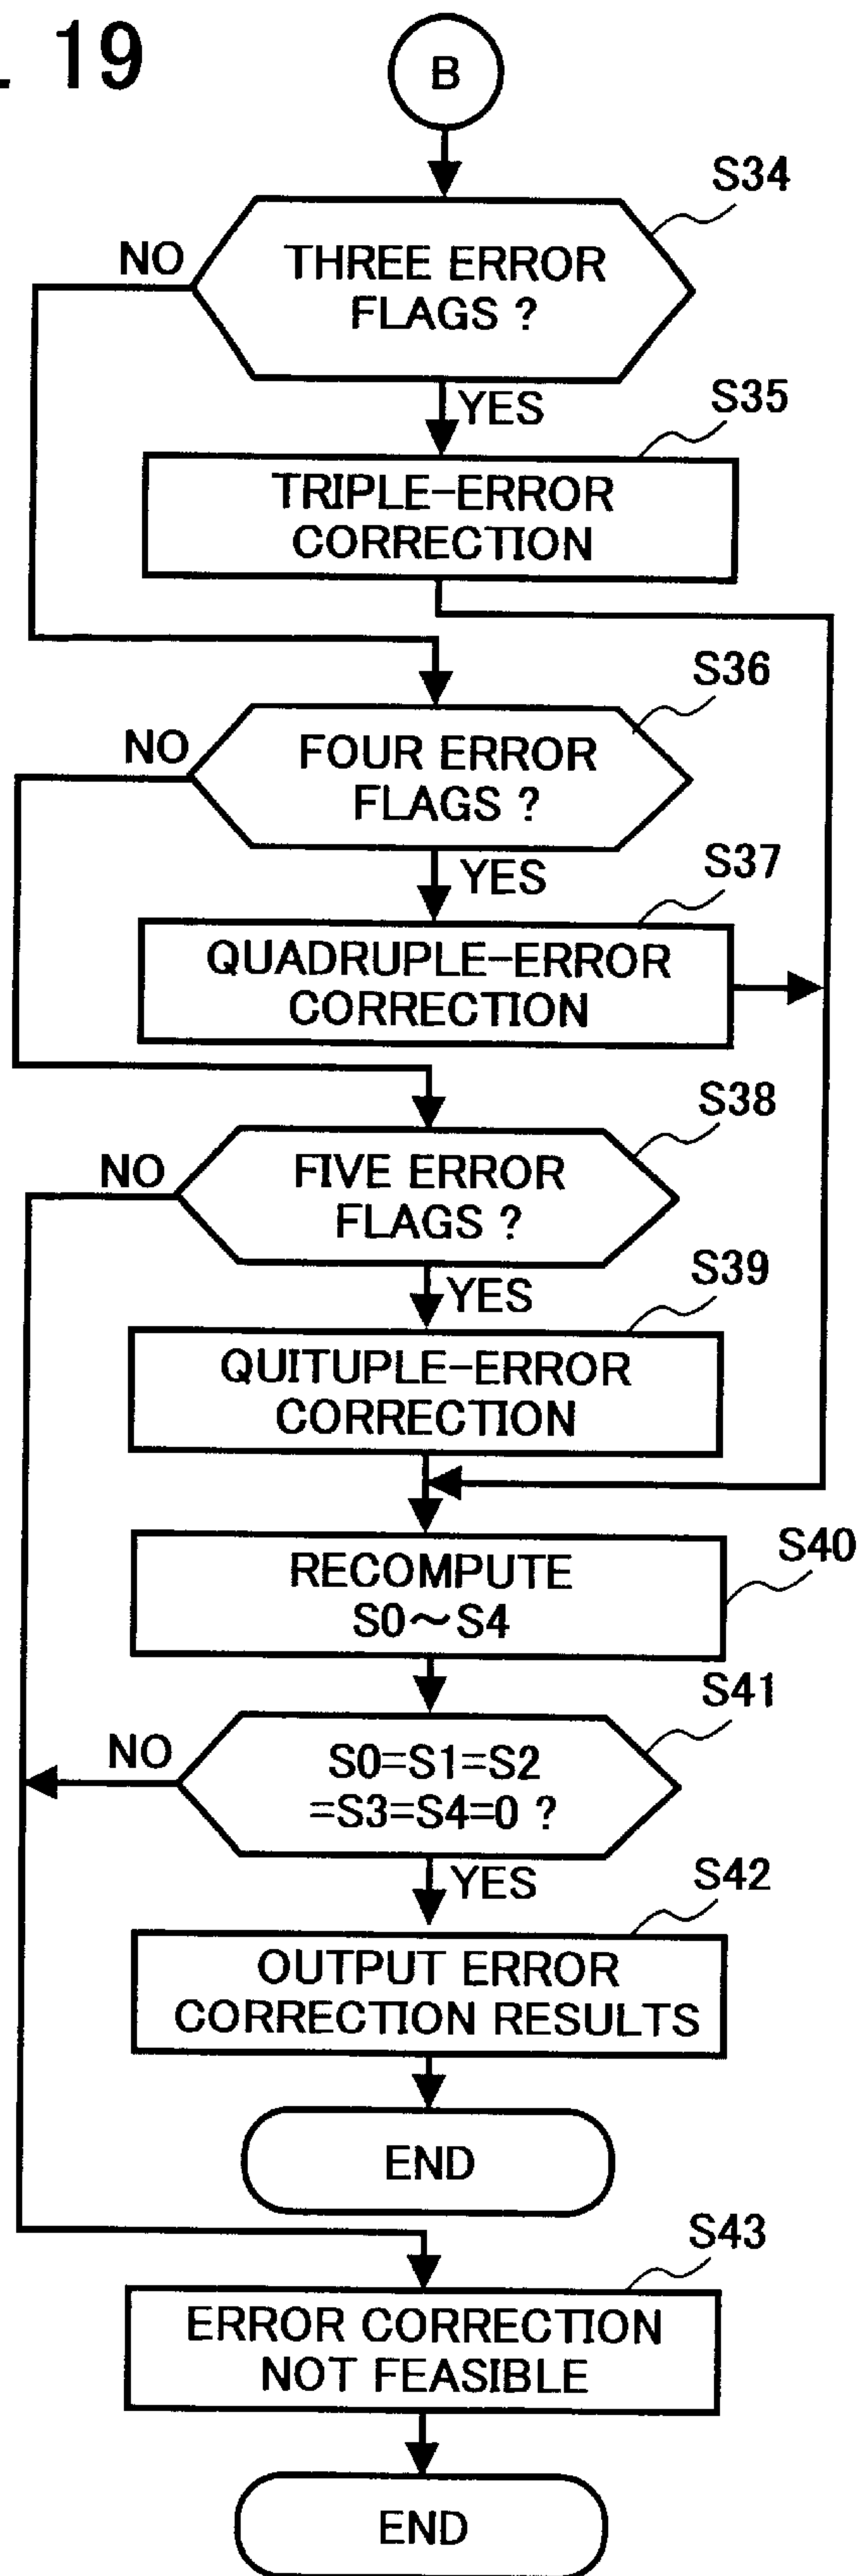 . 19
B
S34
NO
THREE ERROR
FLAGS ?
YES
S35
TRIPLE-ERROR
CORRECTION
S36
NO
FOUR ERROR
FLAGS ?
YES
S37
QUADRUPLE-ERROR
CORRECTION
S38
NO
FIVE ERROR
FLAGS ?
YES
S39
QUITUPLE-ERROR
CORRECTION
S40
RECOMPUTE
S0~S4
S41
NO
S0=S1=S2
=S3=S4=0 ?
YES
S42
OUTPUT ERROR
CORRECTION RESULTS
END
S43
ERROR CORRECTION
NOT FEASIBLE
END